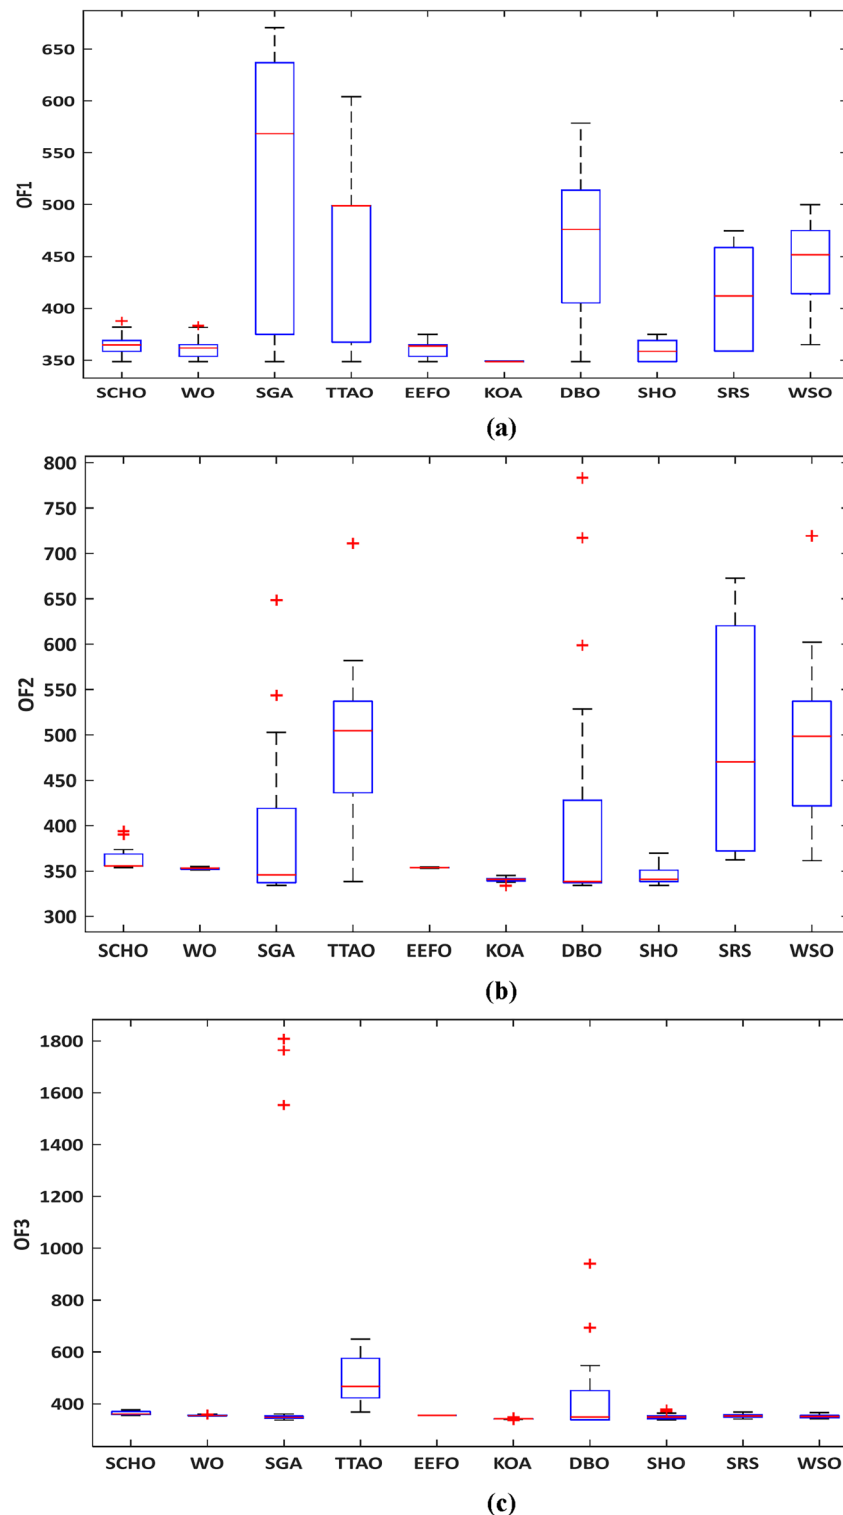 650
600
550
500
450
400
350
OF1
SCHO WO SGA TTAO EEFO KOA DBO SHO SRS WSO
(a)
800
750
700
650
600
550
500
450
400
350
300
OF2
SCHO WO SGA TTAO EEFO KOA DBO SHO SRS WSO
(b)
1800
1600
1400
1200
1000
800
600
400
OF3
SCHO WO SGA TTAO EEFO KOA DBO SHO SRS WSO
(c)